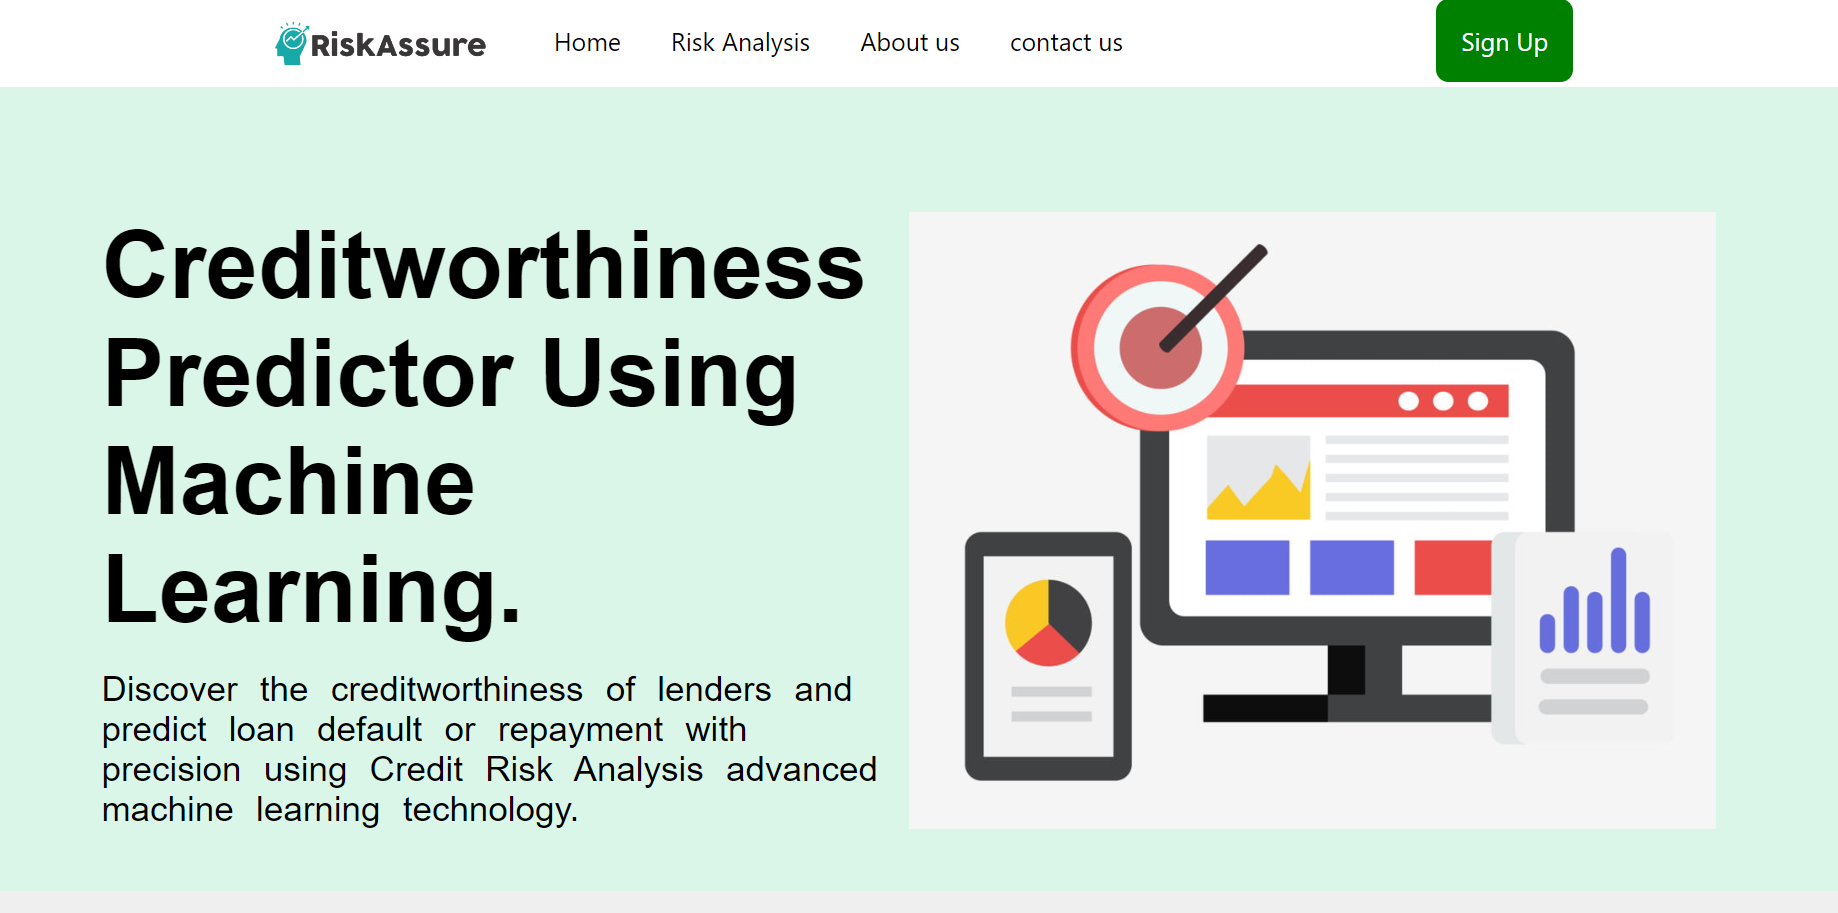 RiskAssure
Home
Risk Analysis
About us
contact us
Sign Up
Creditworthiness
Predictor Using
Machine
Learning.
Discover the creditworthiness of lenders and
predict loan default or repayment with
precision using Credit Risk Analysis advanced
machine learning technology.